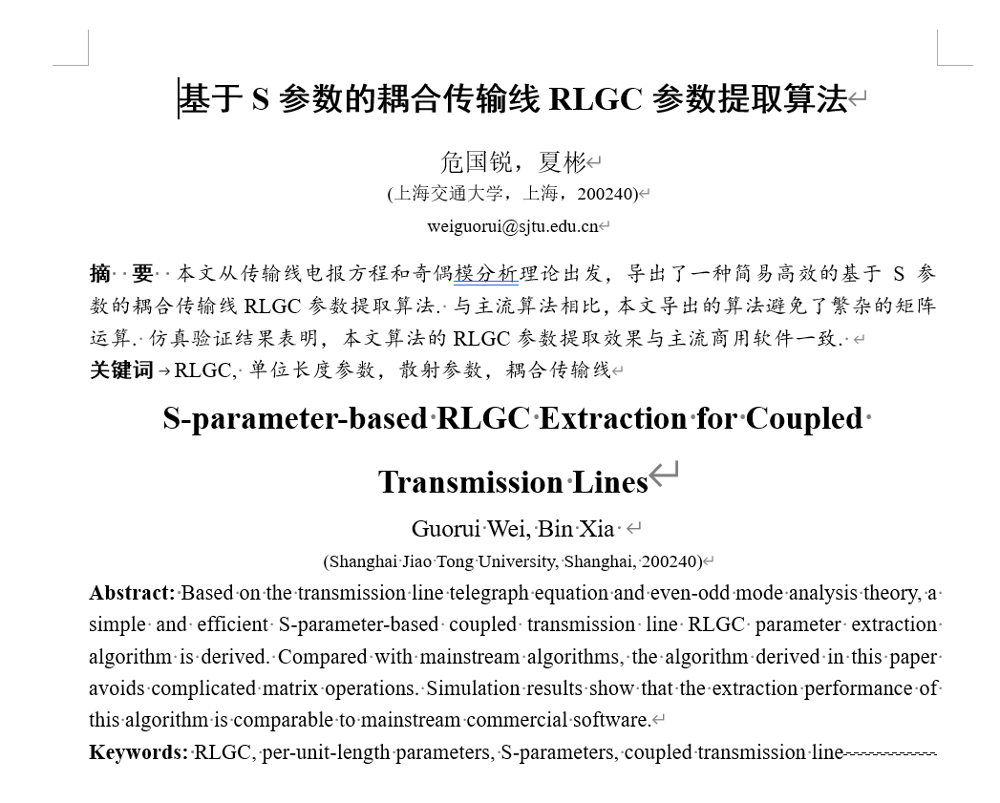 基于 S 参数的耦合传输线 RLGC 参数提取算法
危国锐，夏彬
(上海交通大学，上海，200240)
weiguorui@sjtu.edu.cn
摘 要 本文从传输线电报方程和奇偶模分析理论出发，导出了一种简易高效的基于 S 参
数的耦合传输线 RLGC 参数提取算法. 与主流算法相比, 本文导出的算法避免了繁杂的矩阵
运算. 仿真验证结果表明，本文算法的 RLGC 参数提取效果与主流商用软件一致.
关键词 RLGC, 单位长度参数，散射参数，耦合传输线
S-parameter-based RLGC Extraction for Coupled
Transmission Lines
Guorui Wei, Bin Xia
(Shanghai Jiao Tong University, Shanghai, 200240)
Abstract: Based on the transmission line telegraph equation and even-odd mode analysis theory, a
simple and efficient S-parameter-based coupled transmission line RLGC parameter extraction
algorithm is derived. Compared with mainstream algorithms, the algorithm derived in this paper
avoids complicated matrix operations. Simulation results show that the extraction performance of
this algorithm is comparable to mainstream commercial software.
Keywords: RLGC, per-unit-length parameters, S-parameters, coupled transmission line